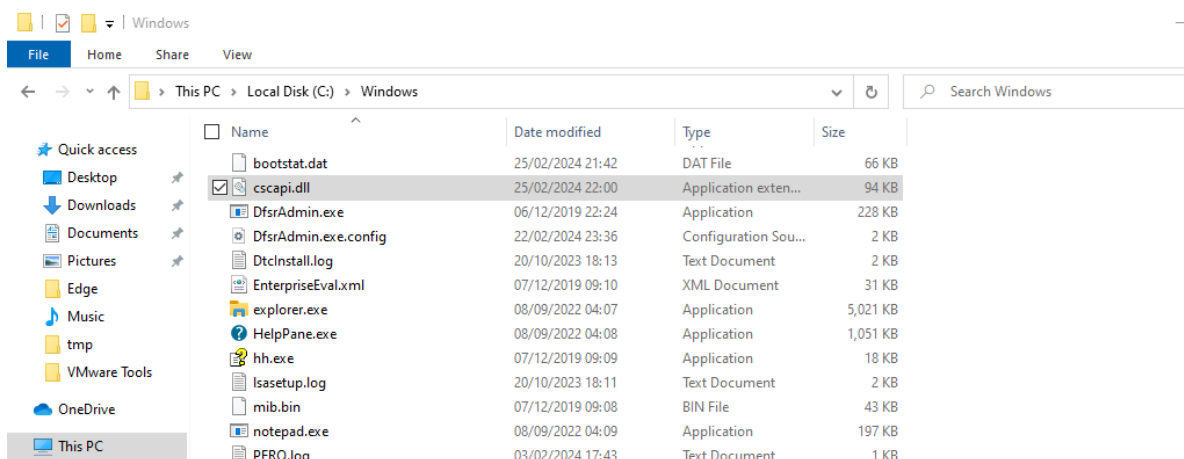 Windows
File Home Share View
This PC Local Disk (C:) Windows Search Windows
Name Date modified Type Size
Quick access
Desktop
Downloads
Documents
Pictures
Edge
Music
tmp
VMware Tools
OneDrive
This PC
bootstat.dat 25/02/2024 21:42 DAT File 66 KB
cscapi.dll 25/02/2024 22:00 Application exten... 94 KB
DfsrAdmin.exe 06/12/2019 22:24 Application 228 KB
DfsrAdmin.exe.config 22/02/2024 23:36 Configuration Sou... 2 KB
DtcInstall.log 20/10/2023 18:13 Text Document 2 KB
EnterpriseEval.xml 07/12/2019 09:10 XML Document 31 KB
explorer.exe 08/09/2022 04:07 Application 5,021 KB
HelpPane.exe 08/09/2022 04:08 Application 1,051 KB
hh.exe 07/12/2019 09:09 Application 18 KB
lsasetup.log 20/10/2023 18:11 Text Document 2 KB
mib.bin 07/12/2019 09:08 BIN File 43 KB
notepad.exe 08/09/2022 04:09 Application 197 KB
PFRO.log 03/02/2024 17:43 Text Document 1 KB